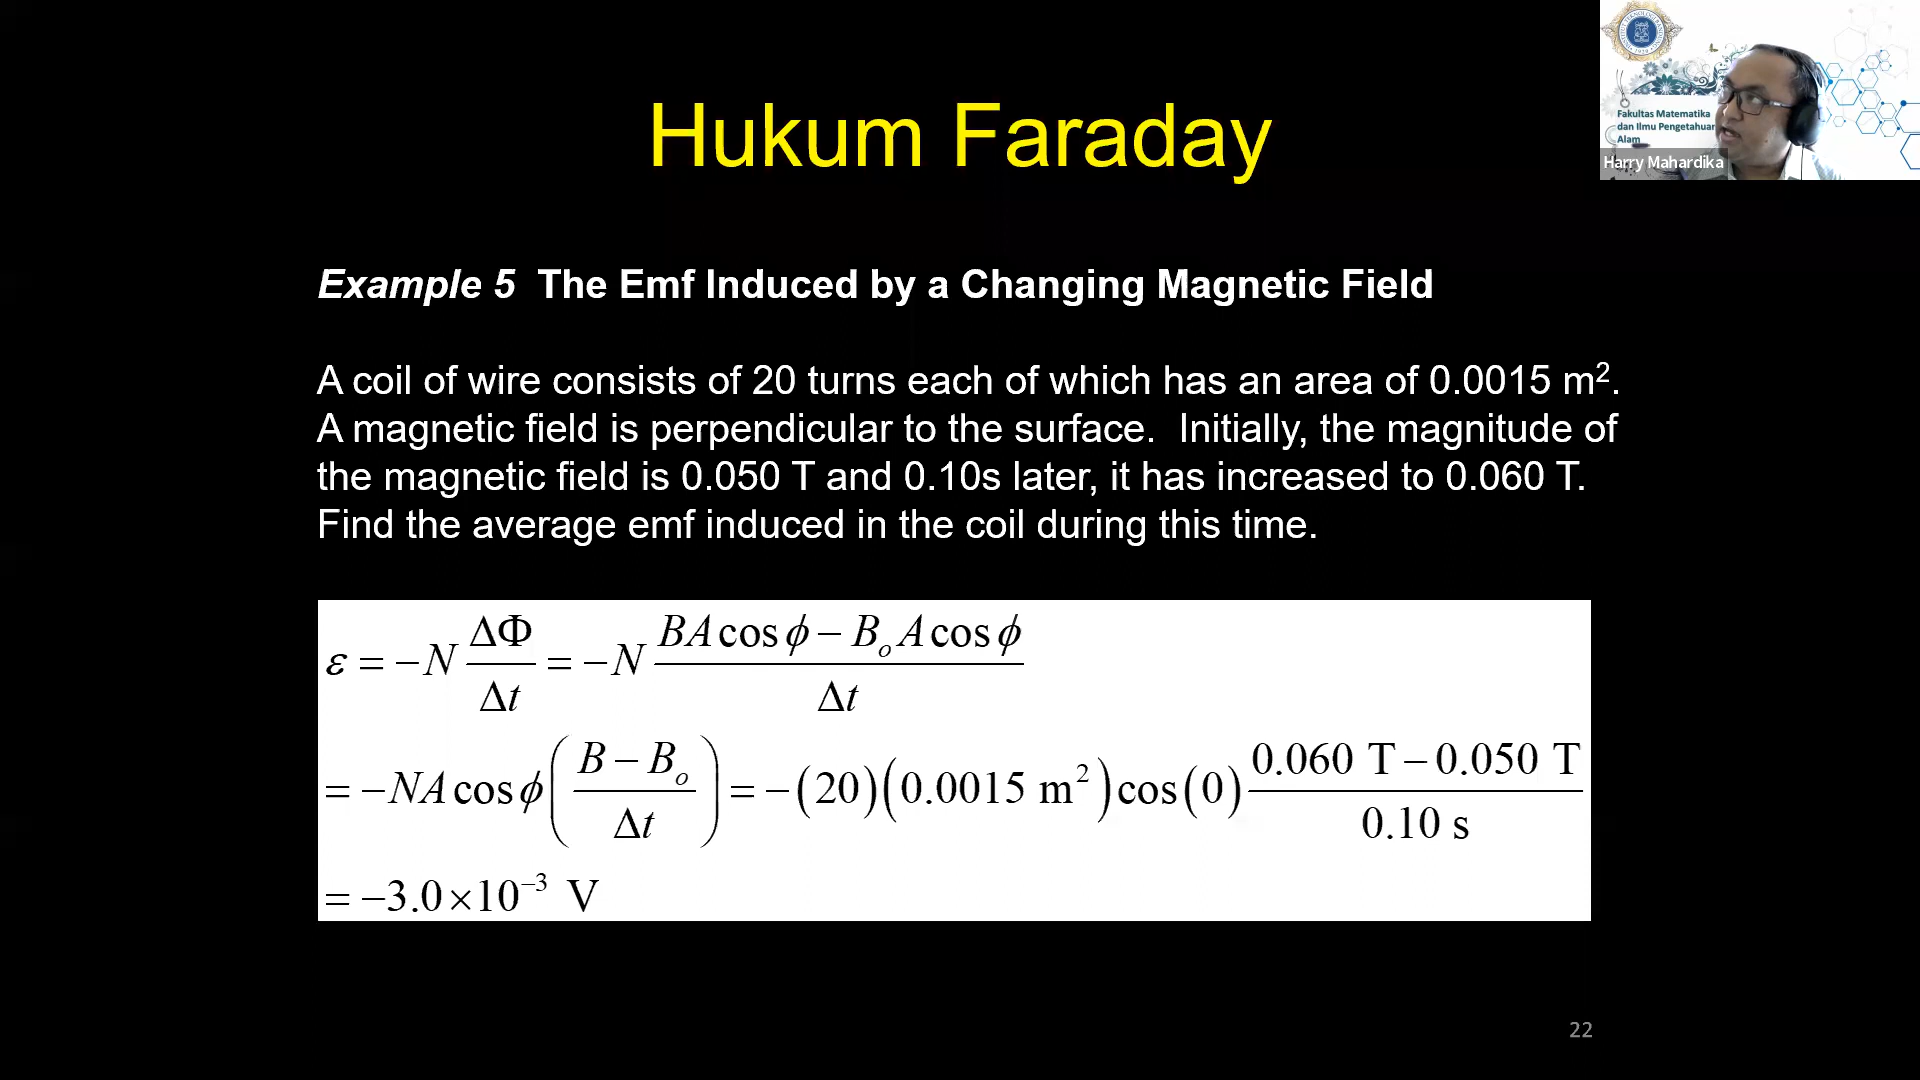 Hukum Faraday
Fakultas Matematika
dan Ilmu Pengetahuan
Alam
Harry Mahardika
Example 5 The Emf Induced by a Changing Magnetic Field
A coil of wire consists of 20 turns each of which has an area of 0.0015 m².
A magnetic field is perpendicular to the surface. Initially, the magnitude of
the magnetic field is 0.050 T and 0.10s later, it has increased to 0.060 T.
Find the average emf induced in the coil during this time.
ε = −N ΔΦ/Δt = −N (BA cos ϕ − Bₒ A cos ϕ)/Δt
= −NA cos ϕ ((B − Bₒ)/Δt) = −(20)(0.0015 m²)cos(0) (0.060 T − 0.050 T)/(0.10 s)
= −3.0×10⁻³ V
22